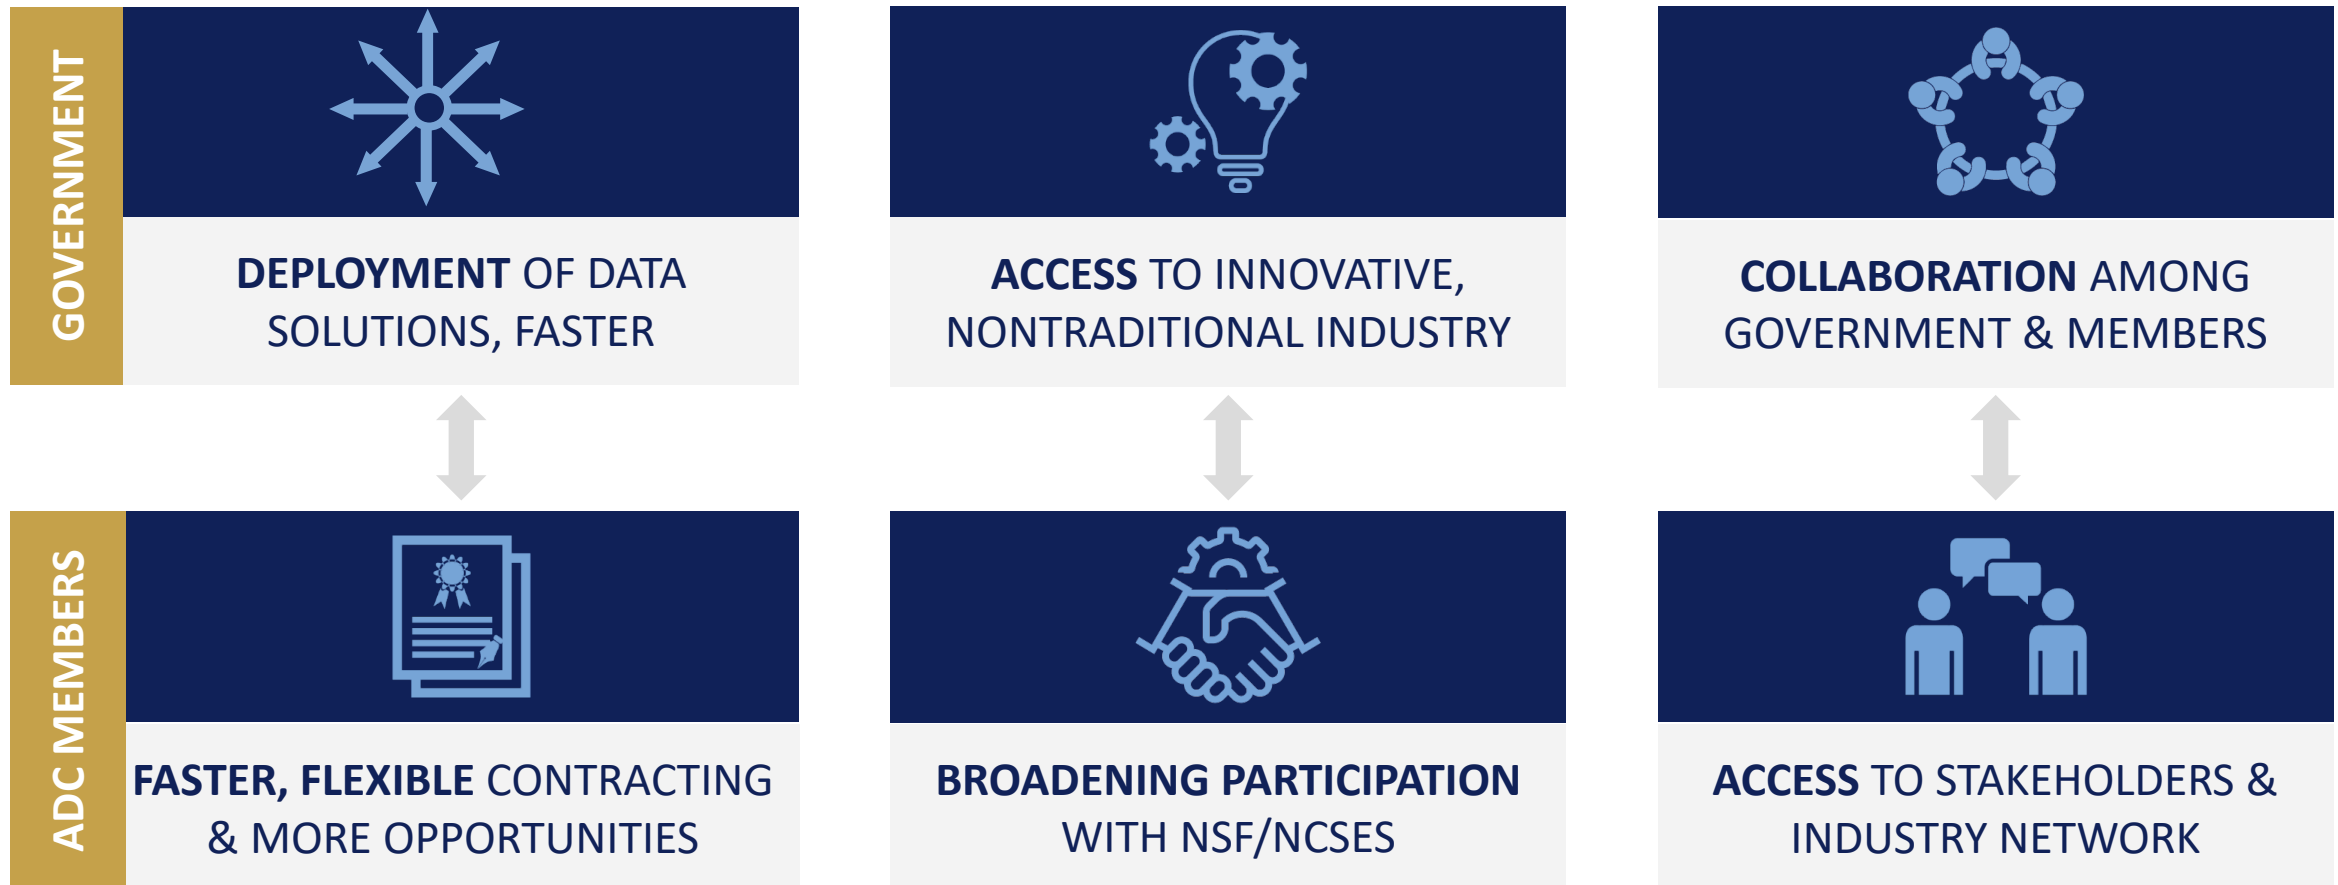 GOVERNMENT
DEPLOYMENT OF DATA
SOLUTIONS, FASTER
ACCESS TO INNOVATIVE,
NONTRADITIONAL INDUSTRY
COLLABORATION AMONG
GOVERNMENT & MEMBERS
ADC MEMBERS
FASTER, FLEXIBLE CONTRACTING
& MORE OPPORTUNITIES
BROADENING PARTICIPATION
WITH NSF/NCSES
ACCESS TO STAKEHOLDERS &
INDUSTRY NETWORK